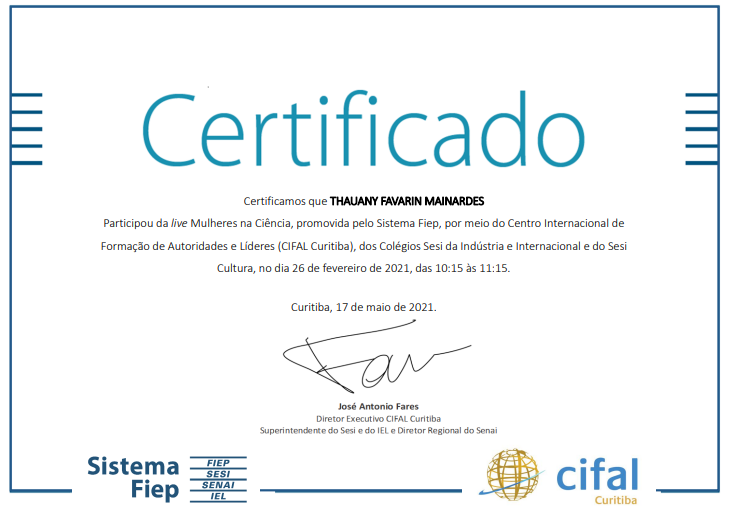 Certificado
Certificamos que THAUANY FAVARIN MAINARDES
Participou da live Mulheres na Ciência, promovida pelo Sistema Fiep, por meio do Centro Internacional de
Formação de Autoridades e Líderes (CIFAL Curitiba), dos Colégios Sesi da Indústria e Internacional e do Sesi
Cultura, no dia 26 de fevereiro de 2021, das 10:15 às 11:15.
Curitiba, 17 de maio de 2021.
José Antonio Fares
Diretor Executivo CIFAL Curitiba
Superintendente do Sesi e do IEL e Diretor Regional do Senai
Sistema
Fiep
FIEP
SESI
SENAI
IEL
cifal
Curitiba